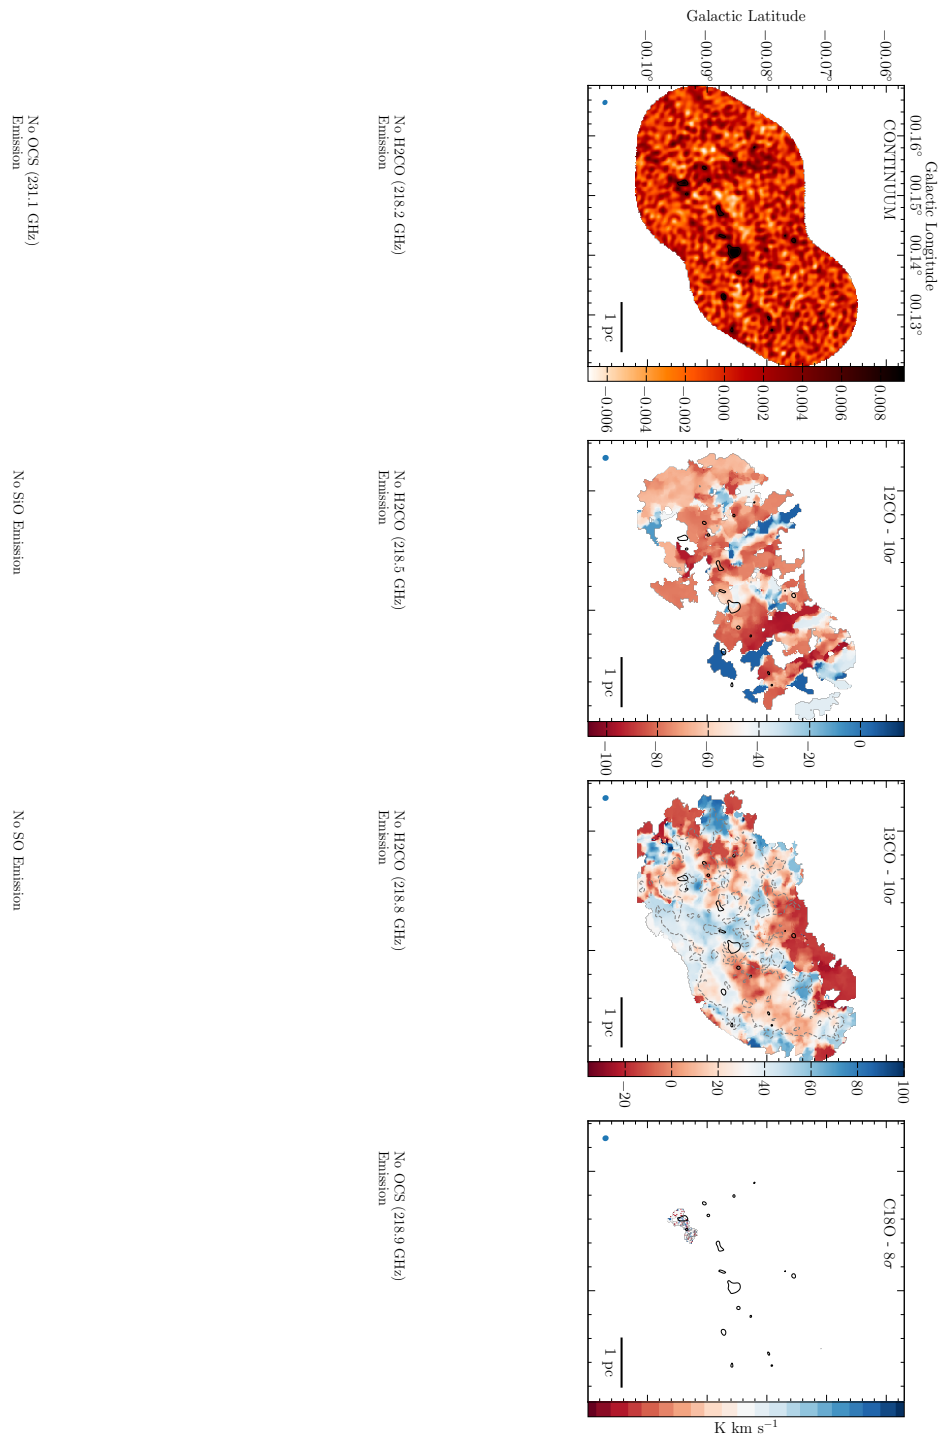 Galactic Longitude
00.16° 00.15° 00.14° 00.13°
Galactic Latitude
−00.06°
−00.07°
−00.08°
−00.09°
−00.10°
CONTINUUM
1 pc
0.008
0.006
0.004
0.002
0.000
−0.002
−0.004
−0.006
12CO - 10σ
1 pc
0
−20
−40
−60
−80
−100
13CO - 10σ
1 pc
100
80
60
40
20
0
−20
C18O - 8σ
1 pc
K km s⁻¹
No H2CO (218.2 GHz)
Emission
No H2CO (218.5 GHz)
Emission
No H2CO (218.8 GHz)
Emission
No OCS (218.9 GHz)
Emission
No OCS (231.1 GHz)
Emission
No SiO Emission
No SO Emission